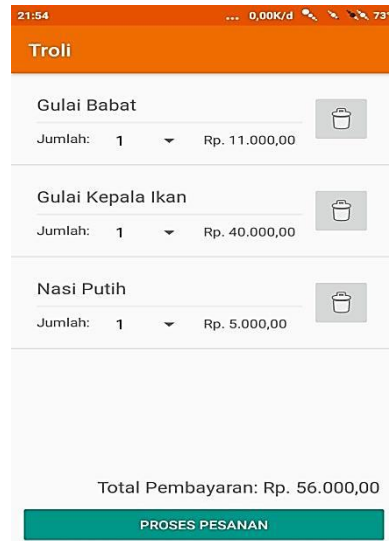 21:54 ... 0,00K/d 73
Troli
Gulai Babat
Jumlah: 1 Rp. 11.000,00
Gulai Kepala Ikan
Jumlah: 1 Rp. 40.000,00
Nasi Putih
Jumlah: 1 Rp. 5.000,00
Total Pembayaran: Rp. 56.000,00
PROSES PESANAN